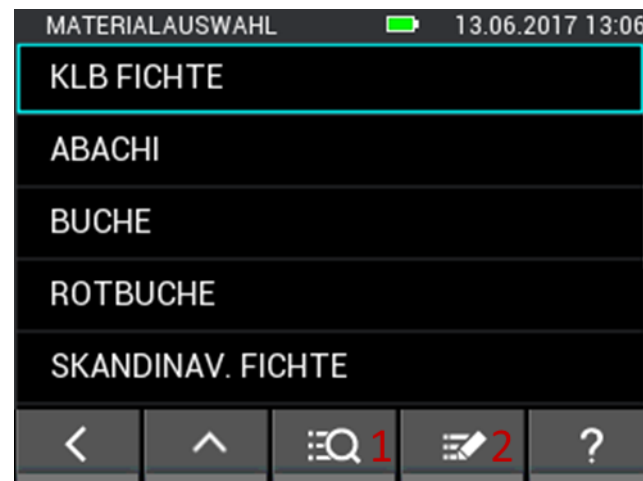 MATERIALAUSWAHL 13.06.2017 13:06
KLB FICHTE
ABACHI
BUCHE
ROTBUCHE
SKANDINAV. FICHTE
1 2 ?